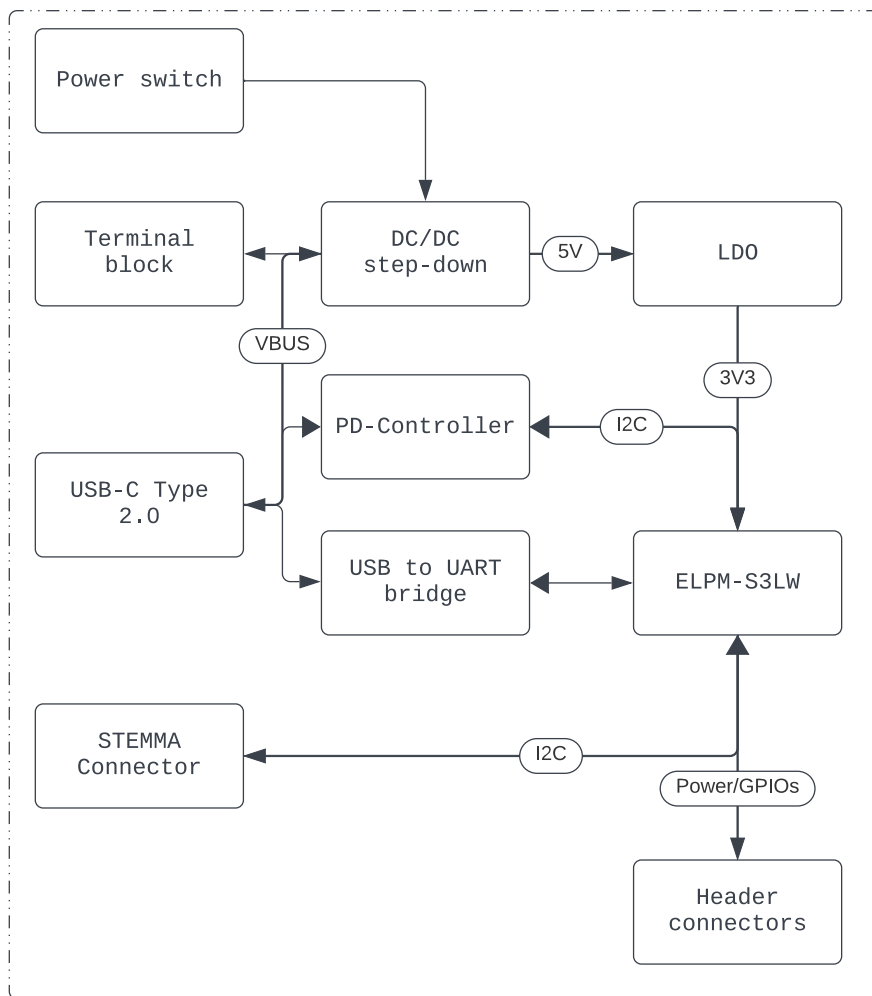 Power switch
Terminal
block
DC/DC
step-down
5V
LDO
VBUS
3V3
PD-Controller
I2C
USB-C Type
2.0
USB to UART
bridge
ELPM-S3LW
STEMMA
Connector
I2C
Power/GPIOs
Header
connectors